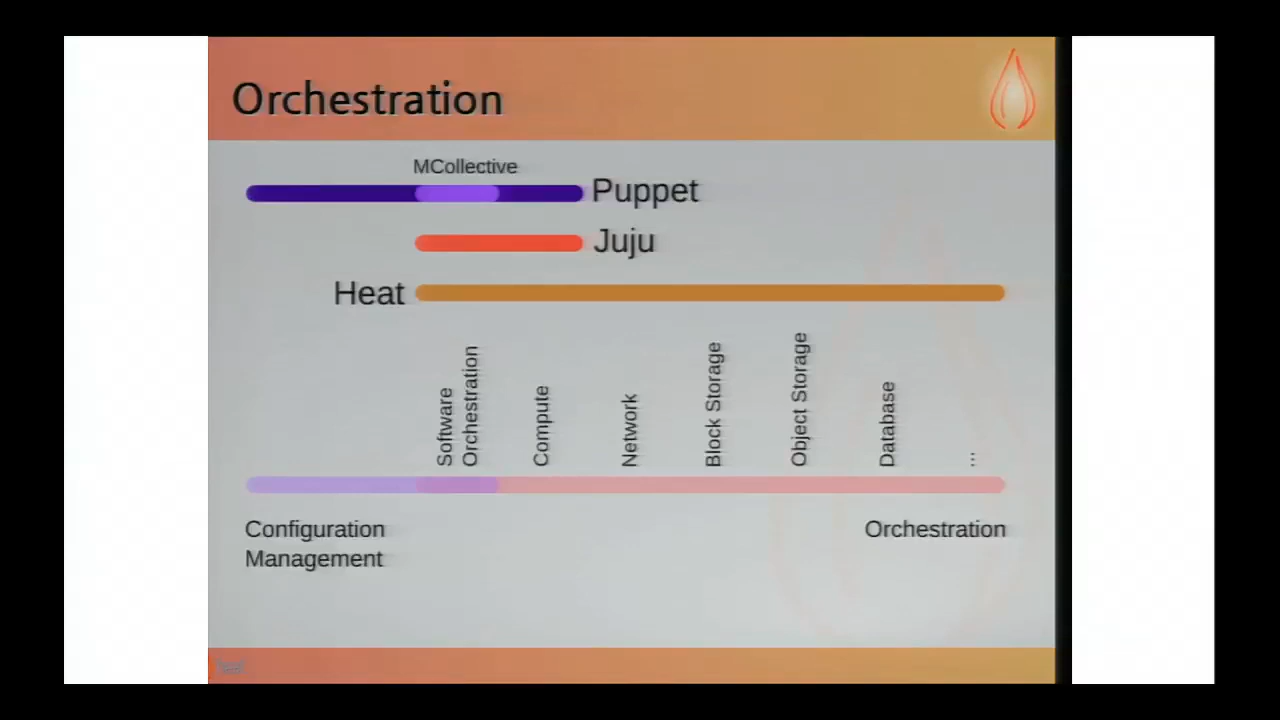 Orchestration
MCollective
Puppet
Juju
Heat
Software
Orchestration
Compute
Network
Block Storage
Object Storage
Database
...
Configuration
Management
Orchestration